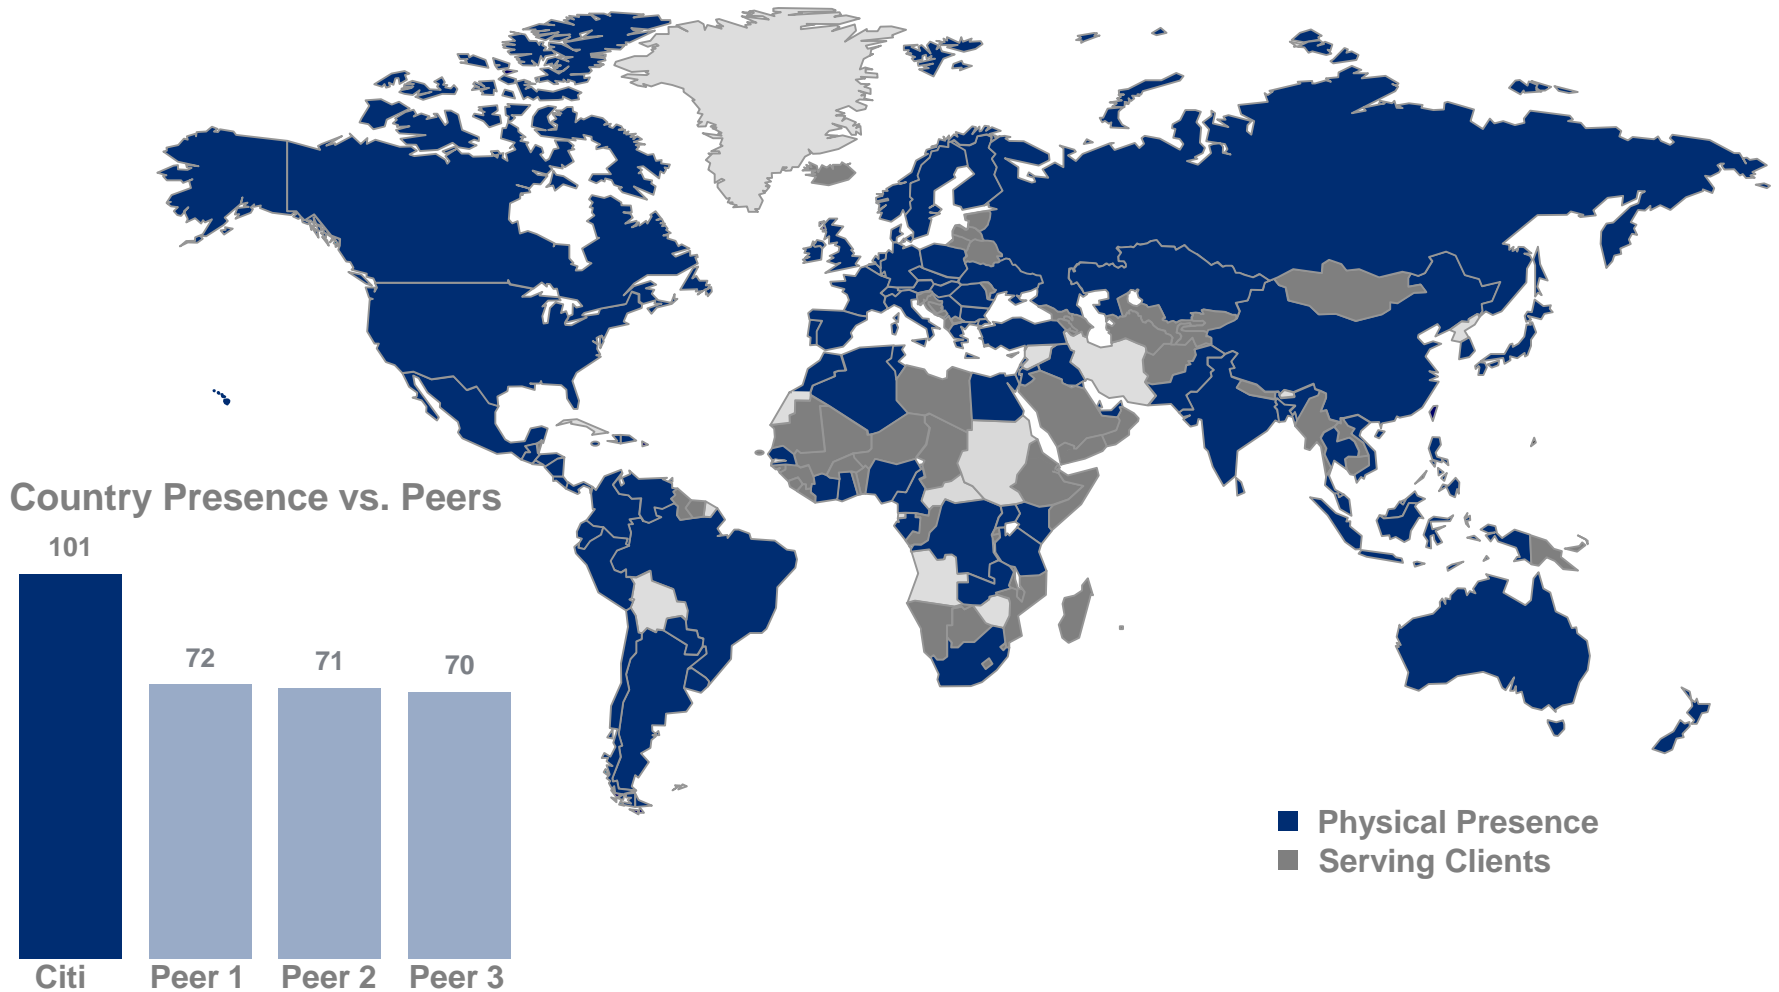 Country Presence vs. Peers
101
72
71
70
Citi
Peer 1
Peer 2
Peer 3
Physical Presence
Serving Clients